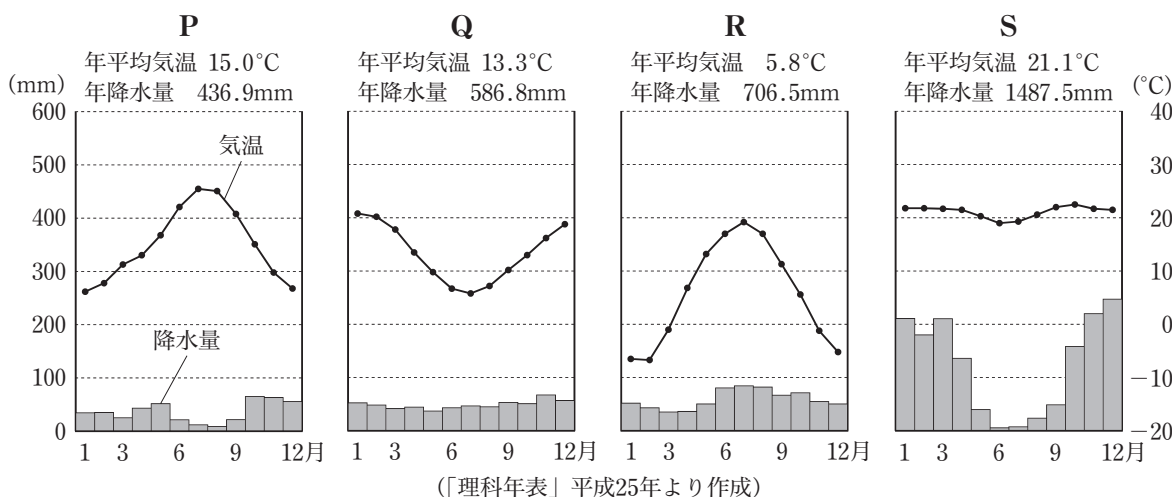 P
年平均気温 15.0°C
年降水量 436.9mm
Q
年平均気温 13.3°C
年降水量 586.8mm
R
年平均気温 5.8°C
年降水量 706.5mm
S
年平均気温 21.1°C
年降水量 1487.5mm
(mm)
600
500
400
300
200
100
0
(°C)
40
30
20
10
0
−10
−20
気温
降水量
1 3 6 9 12月
1 3 6 9 12月
1 3 6 9 12月
1 3 6 9 12月
(「理科年表」平成25年より作成)